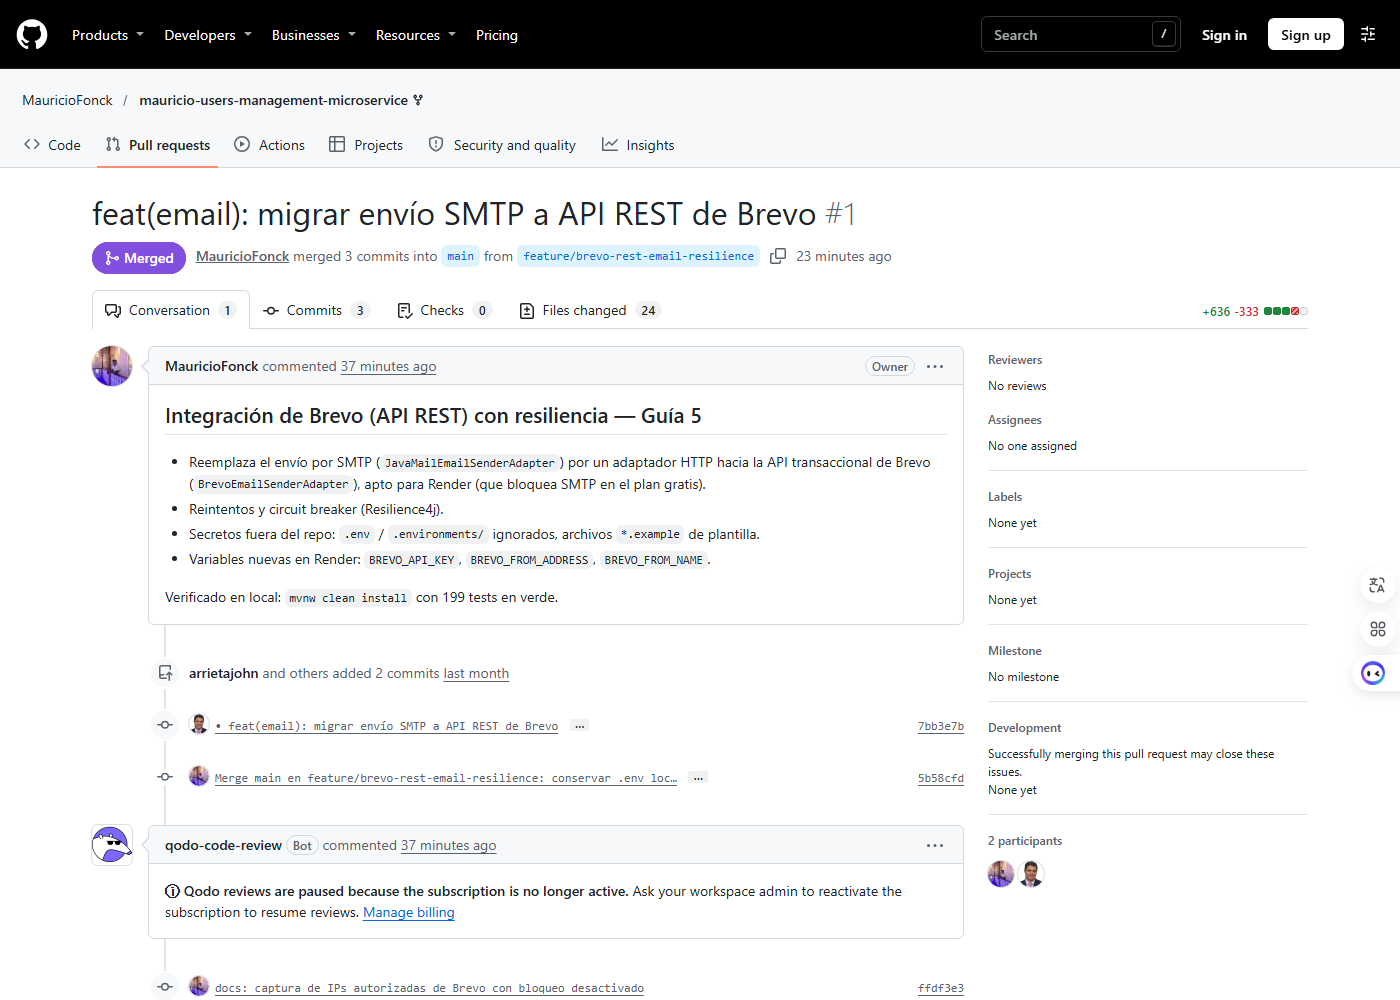 Products Developers Businesses Resources Pricing Search / Sign in Sign up
MauricioFonck / mauricio-users-management-microservice
Code Pull requests Actions Projects Security and quality Insights
feat(email): migrar envío SMTP a API REST de Brevo #1
Merged MauricioFonck merged 3 commits into main from feature/brevo-rest-email-resilience 23 minutes ago
Conversation 1 Commits 3 Checks 0 Files changed 24 +636 -333
MauricioFonck commented 37 minutes ago Owner
Integración de Brevo (API REST) con resiliencia — Guía 5
• Reemplaza el envío por SMTP ( JavaMailEmailSenderAdapter ) por un adaptador HTTP hacia la API transaccional de Brevo
( BrevoEmailSenderAdapter ), apto para Render (que bloquea SMTP en el plan gratis).
• Reintentos y circuit breaker (Resilience4j).
• Secretos fuera del repo: .env / .environments/ ignorados, archivos *.example de plantilla.
• Variables nuevas en Render: BREVO_API_KEY , BREVO_FROM_ADDRESS , BREVO_FROM_NAME .
Verificado en local: mvnw clean install con 199 tests en verde.
arrietajohn and others added 2 commits last month
• feat(email): migrar envío SMTP a API REST de Brevo … 7bb3e7b
Merge main en feature/brevo-rest-email-resilience: conservar .env loc… … 5b58cfd
qodo-code-review Bot commented 37 minutes ago
Qodo reviews are paused because the subscription is no longer active. Ask your workspace admin to reactivate the
subscription to resume reviews. Manage billing
docs: captura de IPs autorizadas de Brevo con bloqueo desactivado ffdf3e3
Reviewers
No reviews
Assignees
No one assigned
Labels
None yet
Projects
None yet
Milestone
No milestone
Development
Successfully merging this pull request may close these
issues.
None yet
2 participants